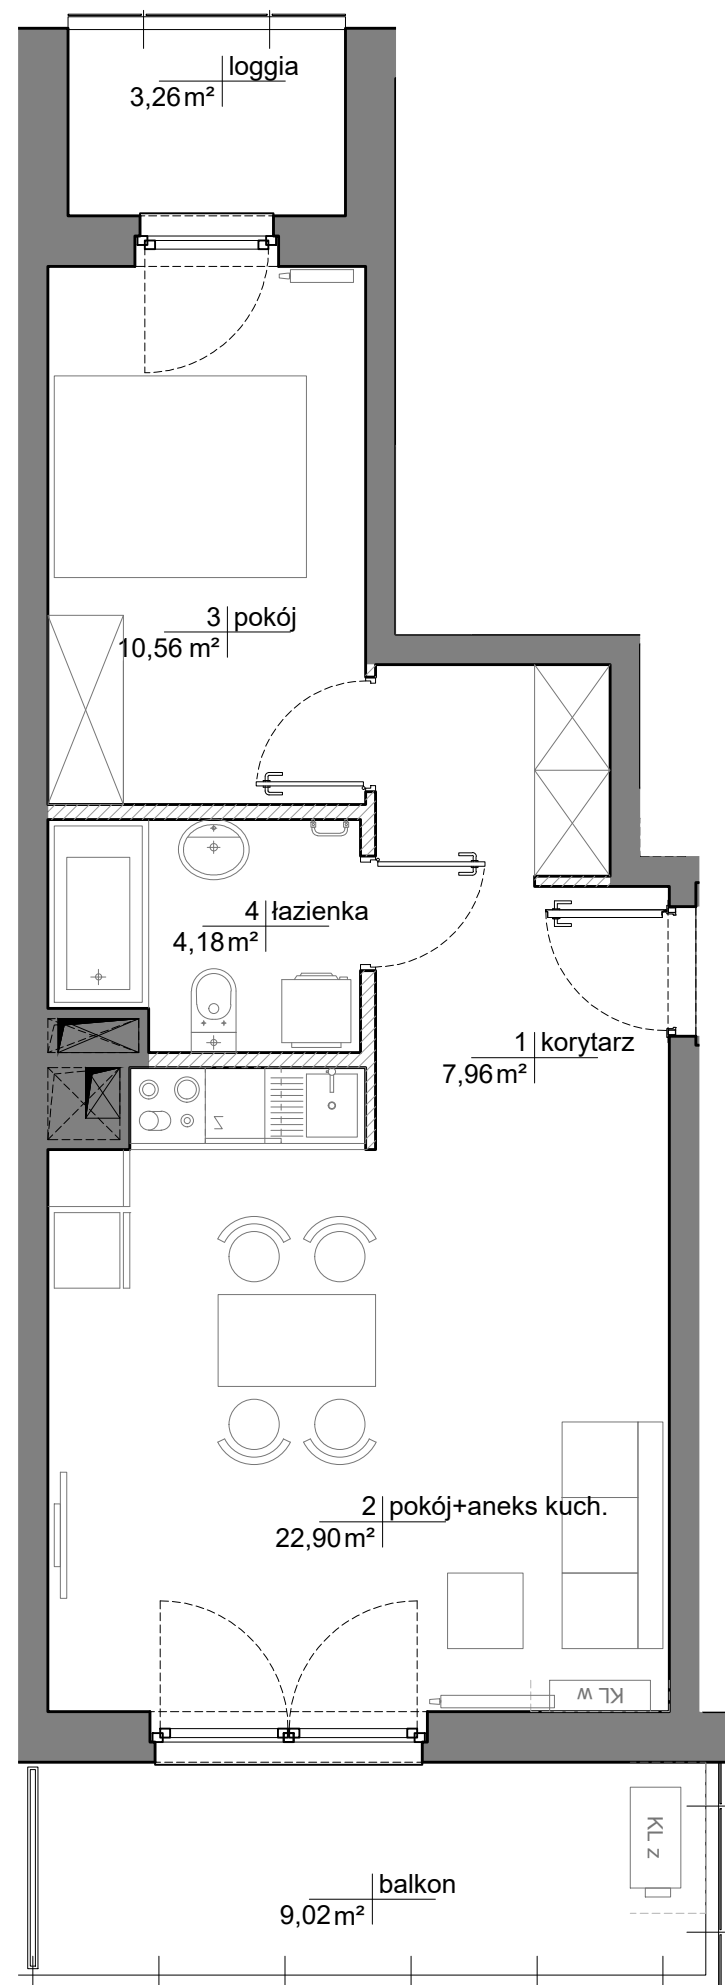 loggia
3,26 m²
3 pokój
10,56 m²
4 łazienka
4,18 m²
1 korytarz
7,96 m²
Z
2 pokój+aneks kuch.
22,90 m²
KL w
KL z
balkon
9,02 m²